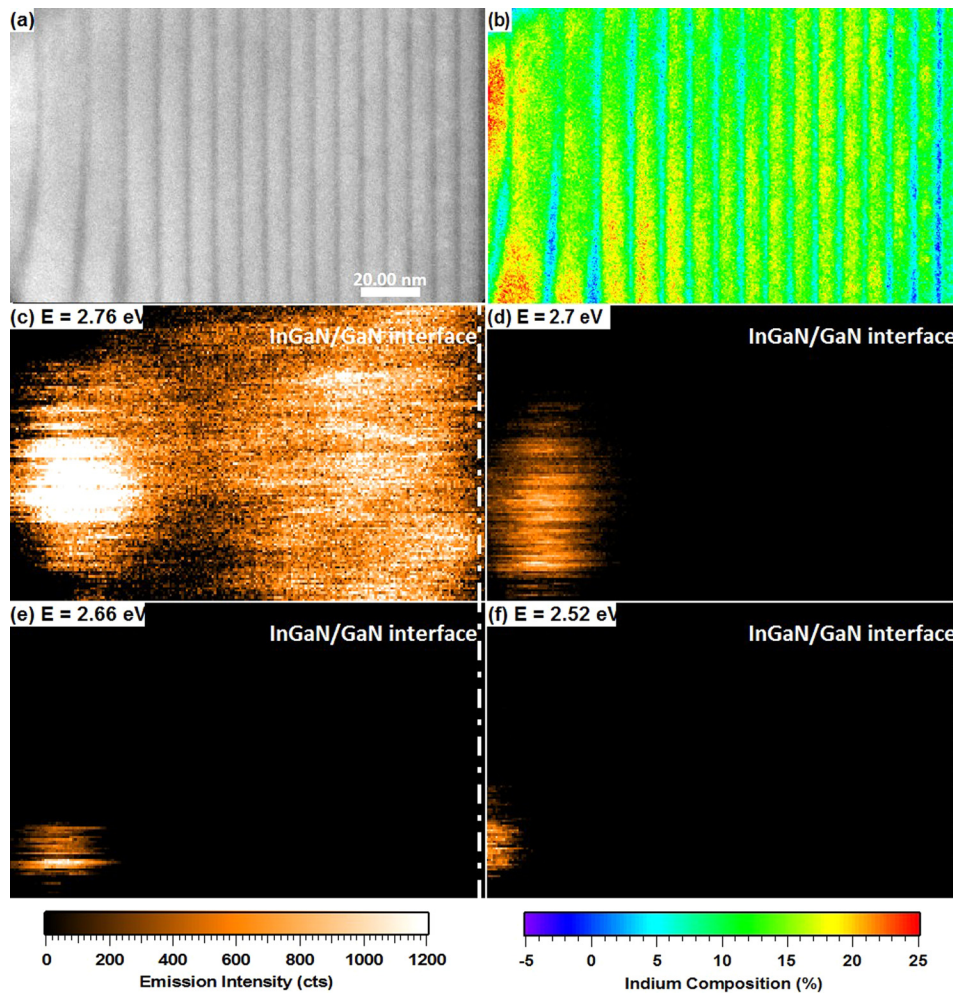 (a)
(b)
20.00 nm
(c) E = 2.76 eV
InGaN/GaN interface
(d) E = 2.7 eV
InGaN/GaN interface
(e) E = 2.66 eV
InGaN/GaN interface
(f) E = 2.52 eV
InGaN/GaN interface
0 200 400 600 800 1000 1200
Emission Intensity (cts)
-5 0 5 10 15 20 25
Indium Composition (%)